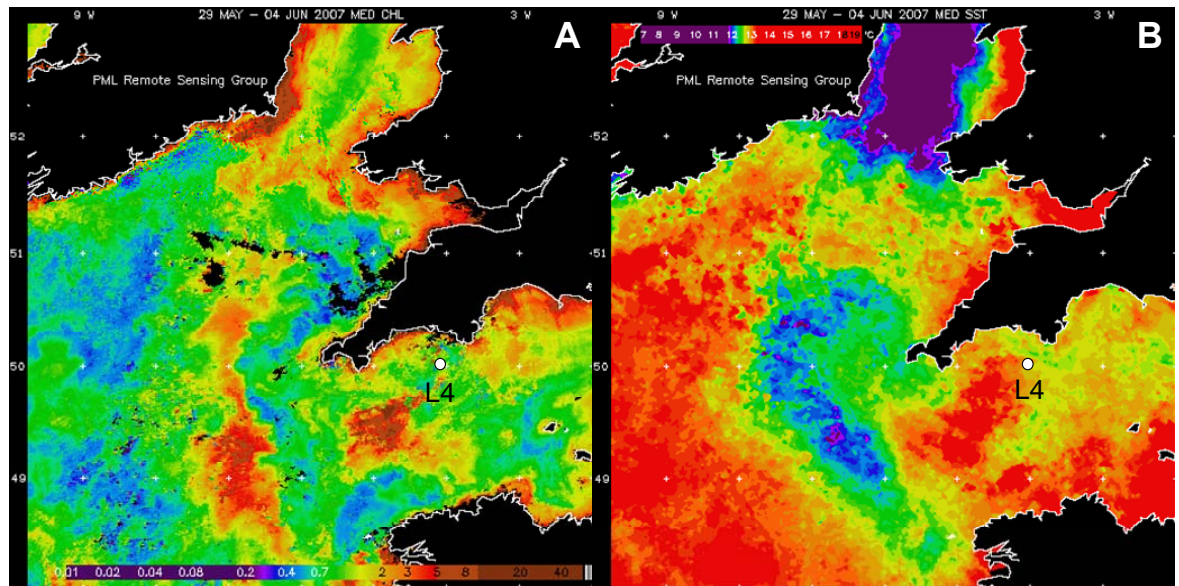 9 W 29 MAY - 04 JUN 2007 MED CHL 3 W
A
PML Remote Sensing Group
52
51
50
49
L4
0.01 0.02 0.04 0.08 0.2 0.4 0.7 2 3 5 8 20 40
9 W 29 MAY - 04 JUN 2007 MED SST 3 W
7 8 9 10 11 12 13 14 15 16 17 1819 °C
B
PML Remote Sensing Group
52
51
50
49
L4